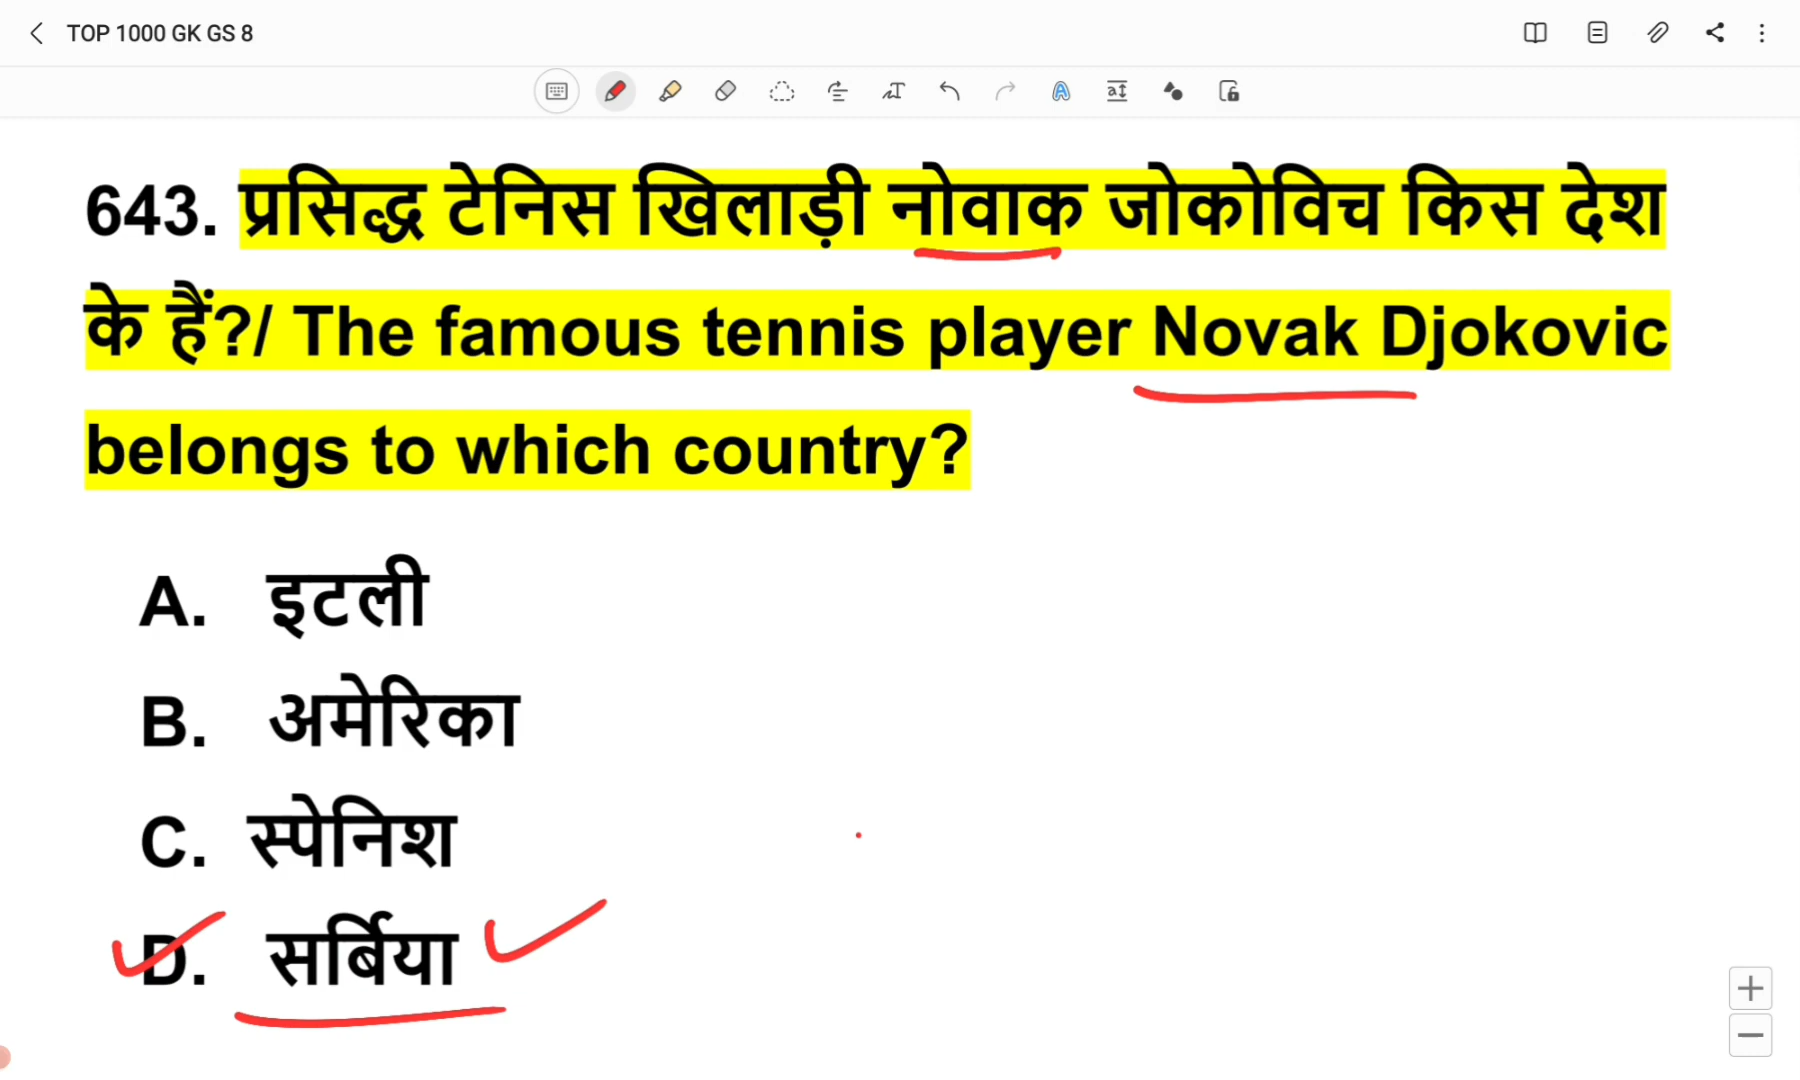 TOP 1000 GK GS 8
643. प्रसिद्ध टेनिस खिलाड़ी नोवाक जोकोविच किस देश
के हैं?/ The famous tennis player Novak Djokovic
belongs to which country?
A. इटली
B. अमेरिका
C. स्पेनिश
D. सर्बिया